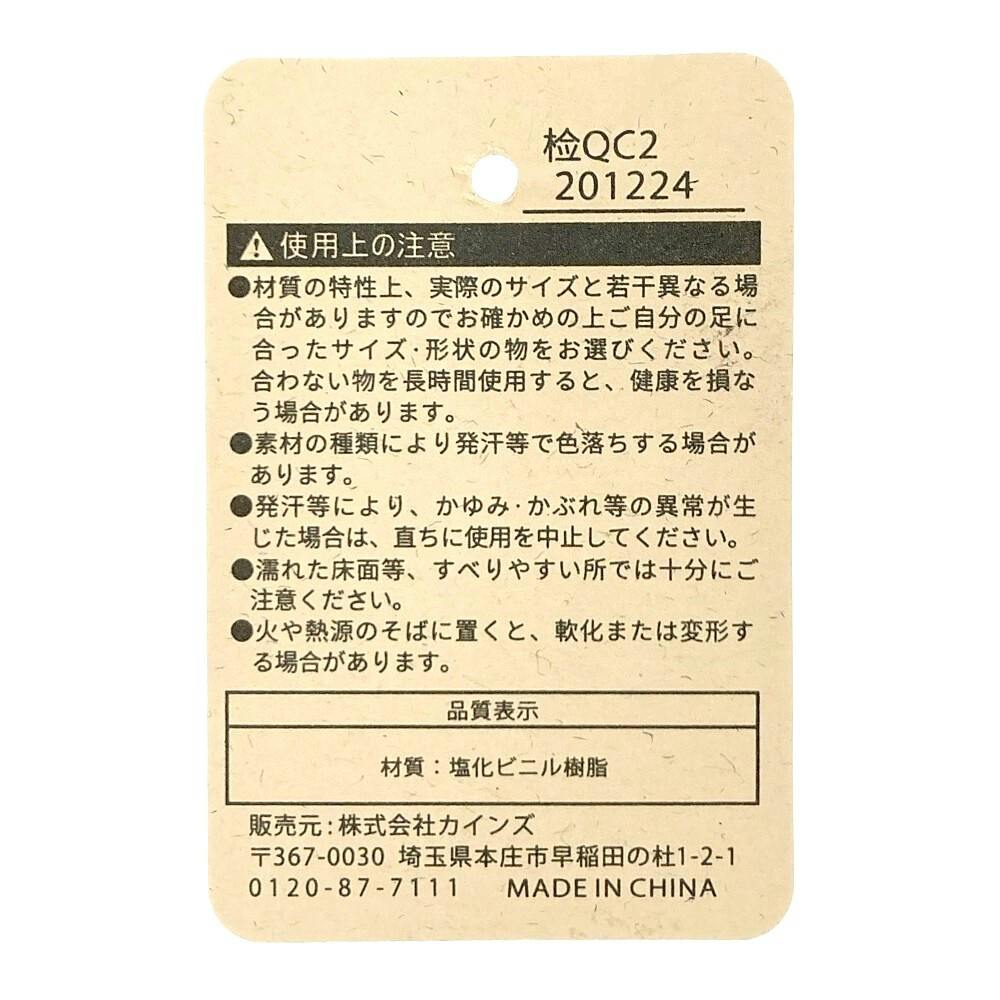 检QC2
201224
使用上の注意
●材質の特性上、実際のサイズと若干異なる場
合がありますのでお確かめの上ご自分の足に
合ったサイズ･形状の物をお選びください。
合わない物を長時間使用すると、健康を損な
う場合があります。
●素材の種類により発汗等で色落ちする場合が
あります。
●発汗等により、かゆみ･かぶれ等の異常が生
じた場合は、直ちに使用を中止してください。
●濡れた床面等、すべりやすい所では十分にご
注意ください。
●火や熱源のそばに置くと、軟化または変形す
る場合があります。
品質表示
材質：塩化ビニル樹脂
販売元:株式会社カインズ
〒367-0030 埼玉県本庄市早稲田の杜1-2-1
0120-87-7111 MADE IN CHINA